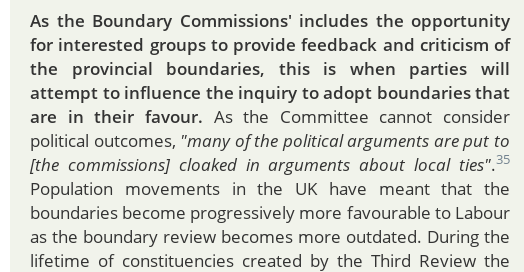 As the Boundary Commissions' includes the opportunity
for interested groups to provide feedback and criticism of
the provincial boundaries, this is when parties will
attempt to influence the inquiry to adopt boundaries that
are in their favour. As the Committee cannot consider
political outcomes, "many of the political arguments are put to
[the commissions] cloaked in arguments about local ties".35
Population movements in the UK have meant that the
boundaries become progressively more favourable to Labour
as the boundary review becomes more outdated. During the
lifetime of constituencies created by the Third Review the